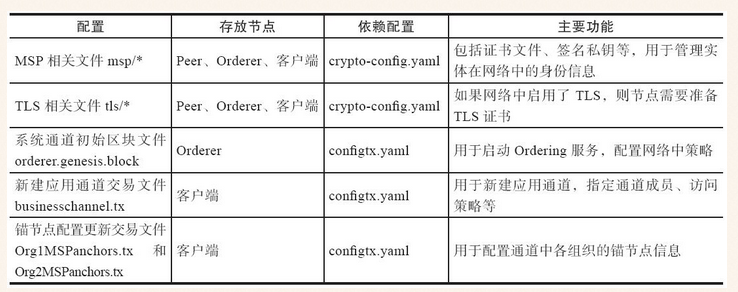 配置 存放节点 依赖配置 主要功能
MSP 相关文件 msp/* Peer、Orderer、客户端 crypto-config.yaml 包括证书文件、签名私钥等，用于管理实
体在网络中的身份信息
TLS 相关文件 tls/* Peer、Orderer、客户端 crypto-config.yaml 如果网络中启用了 TLS，则节点需要准备
TLS 证书
系统通道初始区块文件
orderer.genesis.block Orderer configtx.yaml 用于启动 Ordering 服务，配置网络中策略
新建应用通道交易文件
businesschannel.tx 客户端 configtx.yaml 用于新建应用通道，指定通道成员、访问
策略等
锚节点配置更新交易文件
Org1MSPanchors.tx 和
Org2MSPanchors.tx 客户端 configtx.yaml 用于配置通道中各组织的锚节点信息